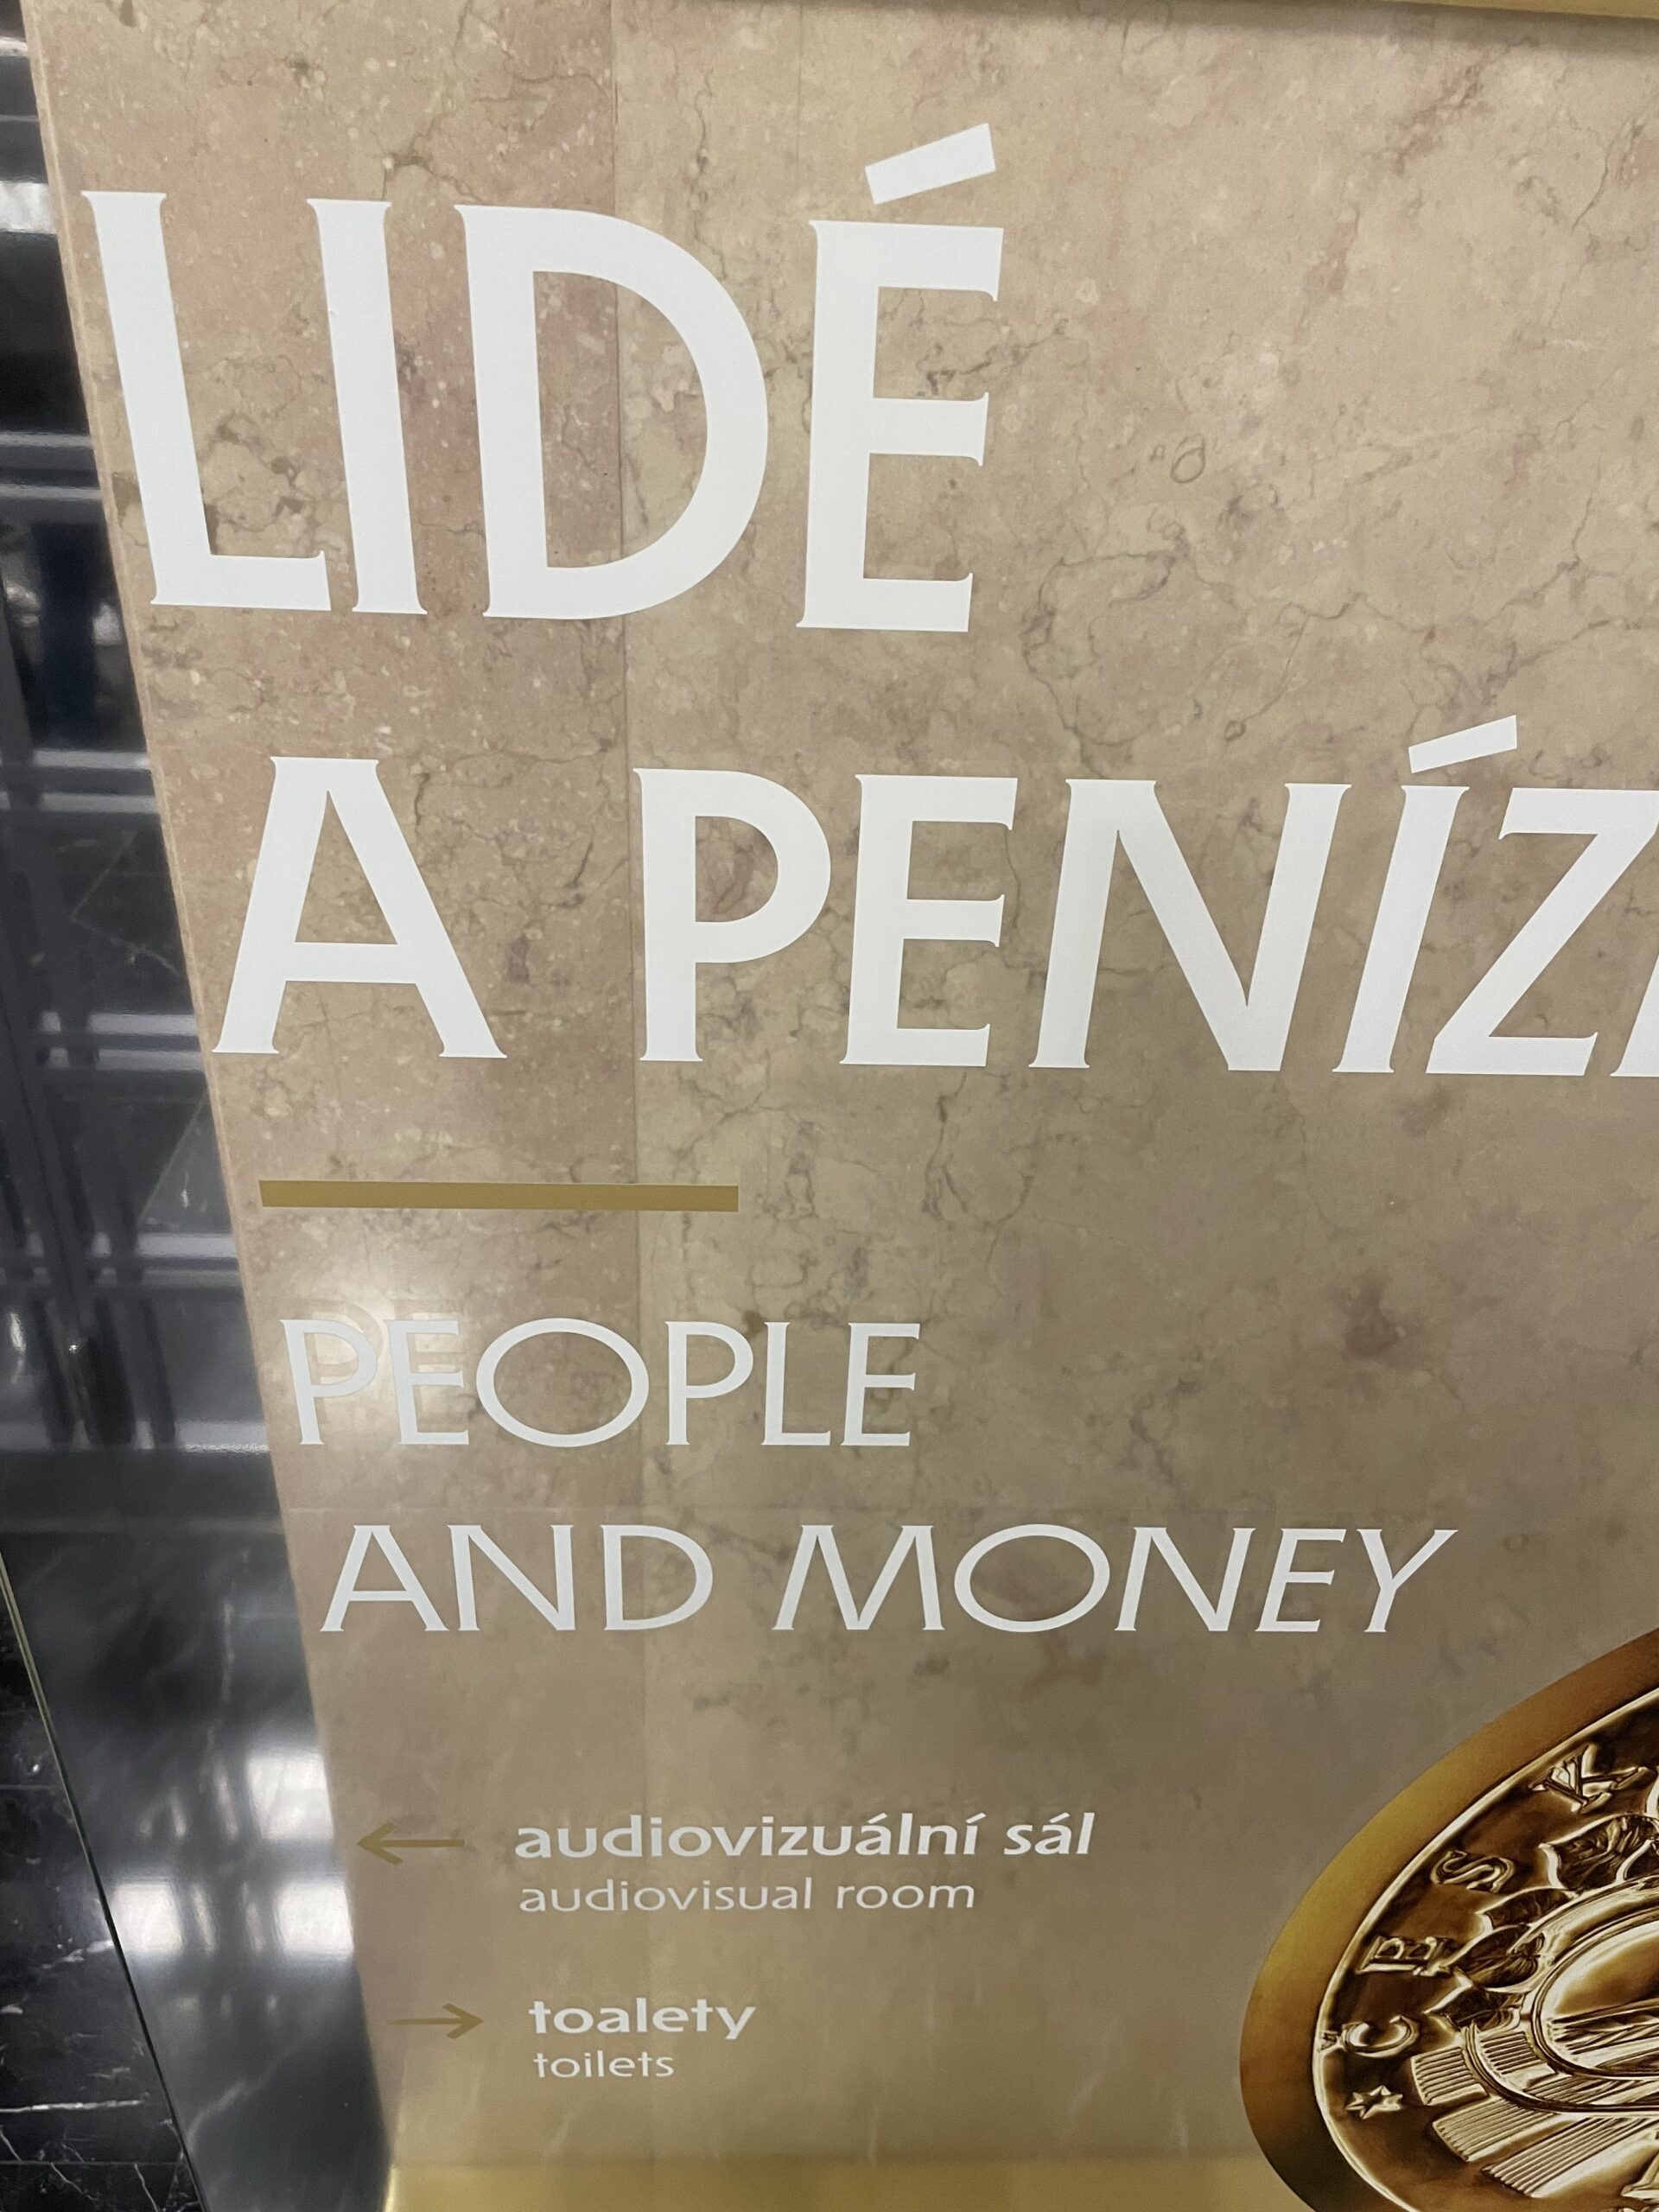 LIDÉ
A PENÍZ
PEOPLE
AND MONEY
← audiovizuální sál
audiovisual room
→ toalety
toilets
★ C E S K